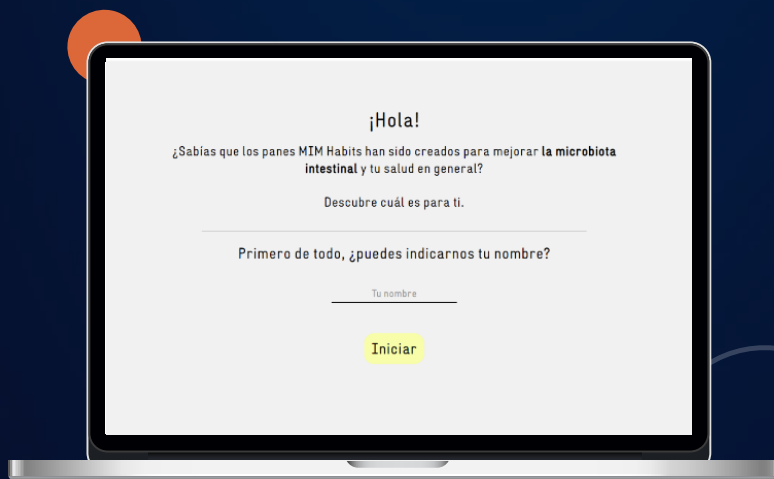 ¡Hola!
¿Sabías que los panes MIM Habits han sido creados para mejorar la microbiota
intestinal y tu salud en general?
Descubre cuál es para ti.
Primero de todo, ¿puedes indicarnos tu nombre?
Tu nombre
Iniciar